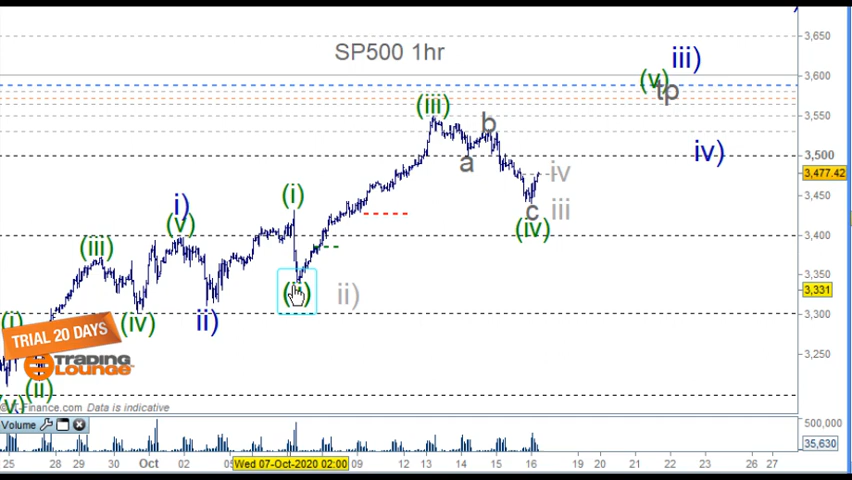 3,650
SP500 1hr
iii)
3,600
(v)
tp
(iii)
3,550
b
iv)
3,500
a
iv
3,477.42
(i)
3,450
i)
c
iii
(v)
(iv)
3,400
(iii)
3,350
ii)
3,331
(iv)
ii)
3,300
(i)
TRIAL 20 DAYS
TRADING
LOUNGE
3,250
(ii)
-Finance.com Data is indicative
Volume
500,000
35,630
25 28 29 30 Oct 02 Wed 07-Oct-2020 02:00 09 12 13 14 15 16 19 20 21 22 23 26 27